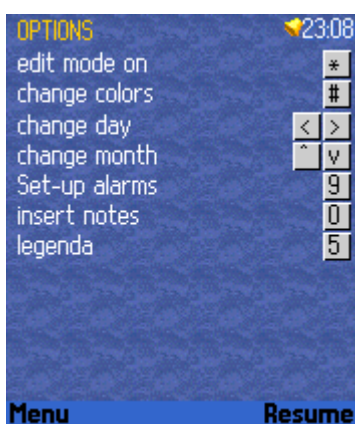 OPTIONS 23:08
edit mode on *
change colors #
change day < >
change month ^ v
Set-up alarms 9
insert notes 0
legenda 5
Menu Resume